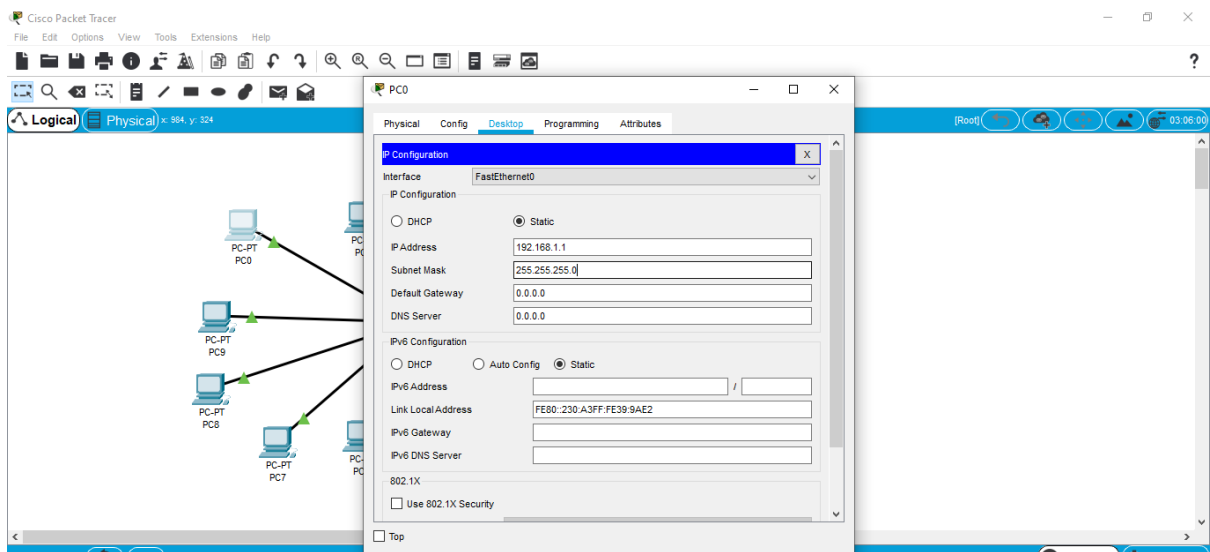 Cisco Packet Tracer
File Edit Options View Tools Extensions Help
?
PC0
Logical Physical x: 984, y: 324
[Root] 03:06:00
Physical Config Desktop Programming Attributes
IP Configuration X
Interface FastEthernet0
IP Configuration
DHCP Static
IP Address 192.168.1.1
Subnet Mask 255.255.255.0
Default Gateway 0.0.0.0
DNS Server 0.0.0.0
IPv6 Configuration
DHCP Auto Config Static
IPv6 Address /
Link Local Address FE80::230:A3FF:FE39:9AE2
IPv6 Gateway
IPv6 DNS Server
802.1X
Use 802.1X Security
Top
PC-PT
PC0
PC-PT
PC9
PC-PT
PC8
PC-PT
PC7